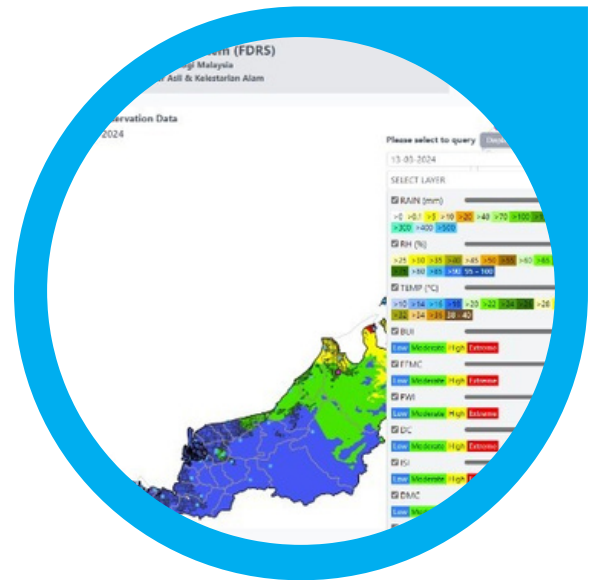 (FDRS)
Malaysia
Asli & Kelestarian Alam
Data
2024
Please select to query
13-03-2024
SELECT LAYER
RAIN (mm)
>0 >0.1 >5 >10 >20 >40 >70 >100
>300 >400 >500
RH (%)
>25 >30 >35 >40 >45 >50 >55 >60 >65
>75 >80 >85 >90 95 - 100
TEMP (°C)
>10 >14 >16 >18 >20 >22 >24 >26 >28
>32 >34 >36 38 - 40
BUI
Low Moderate High Extreme
FFMC
Low Moderate High Extreme
FWI
Low Moderate High Extreme
DC
Low Moderate High Extreme
ISI
Low Moderate High
DMC
Low Moderate